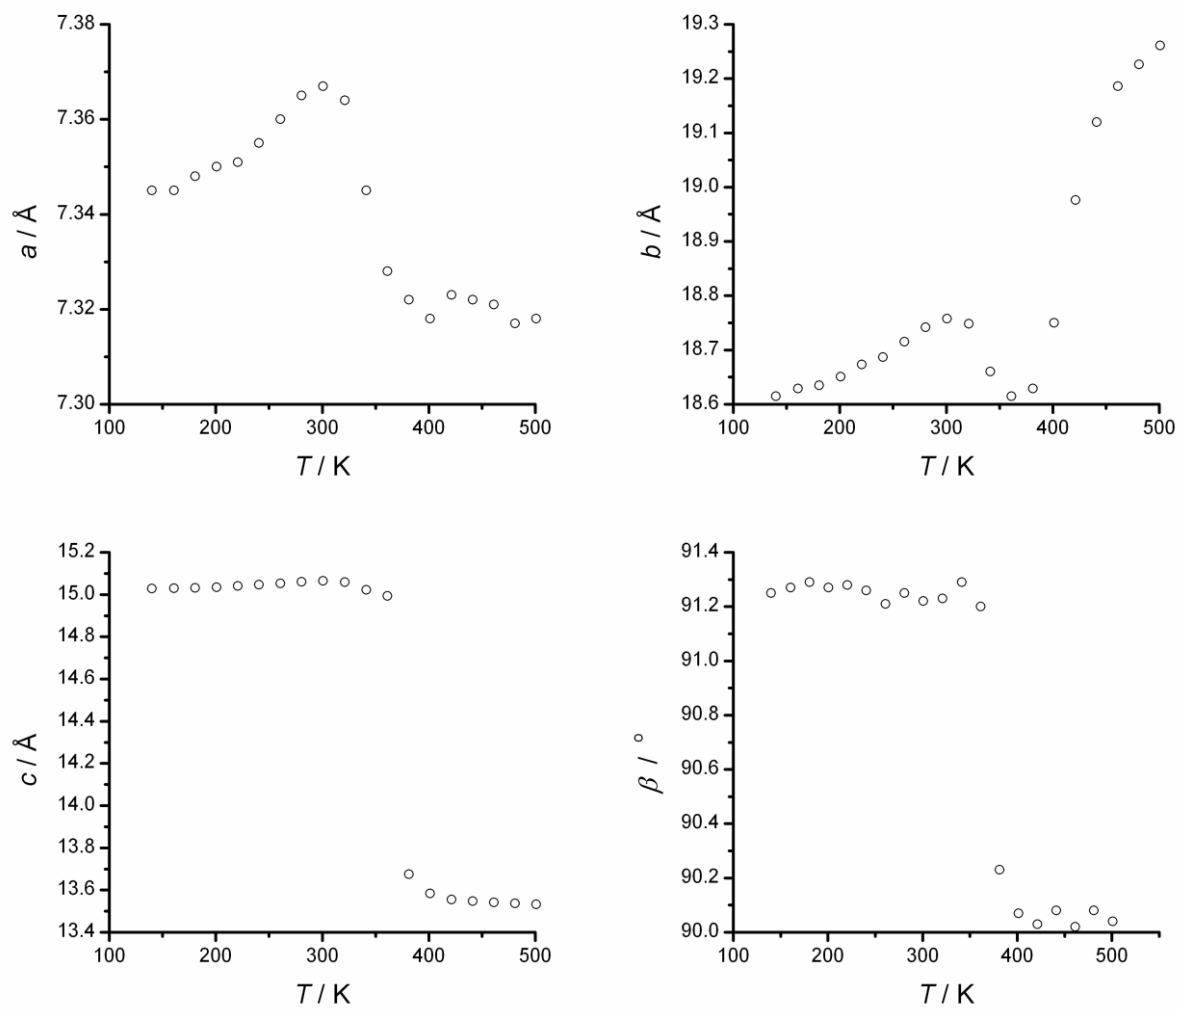 7.38
7.36
7.34
7.32
7.30
a / Å
100 200 300 400 500
T / K
19.3
19.2
19.1
19.0
18.9
18.8
18.7
18.6
b / Å
100 200 300 400 500
T / K
15.2
15.0
14.8
14.6
14.4
14.2
14.0
13.8
13.6
13.4
c / Å
100 200 300 400 500
T / K
91.4
91.2
91.0
90.8
90.6
90.4
90.2
90.0
β / °
100 200 300 400 500
T / K